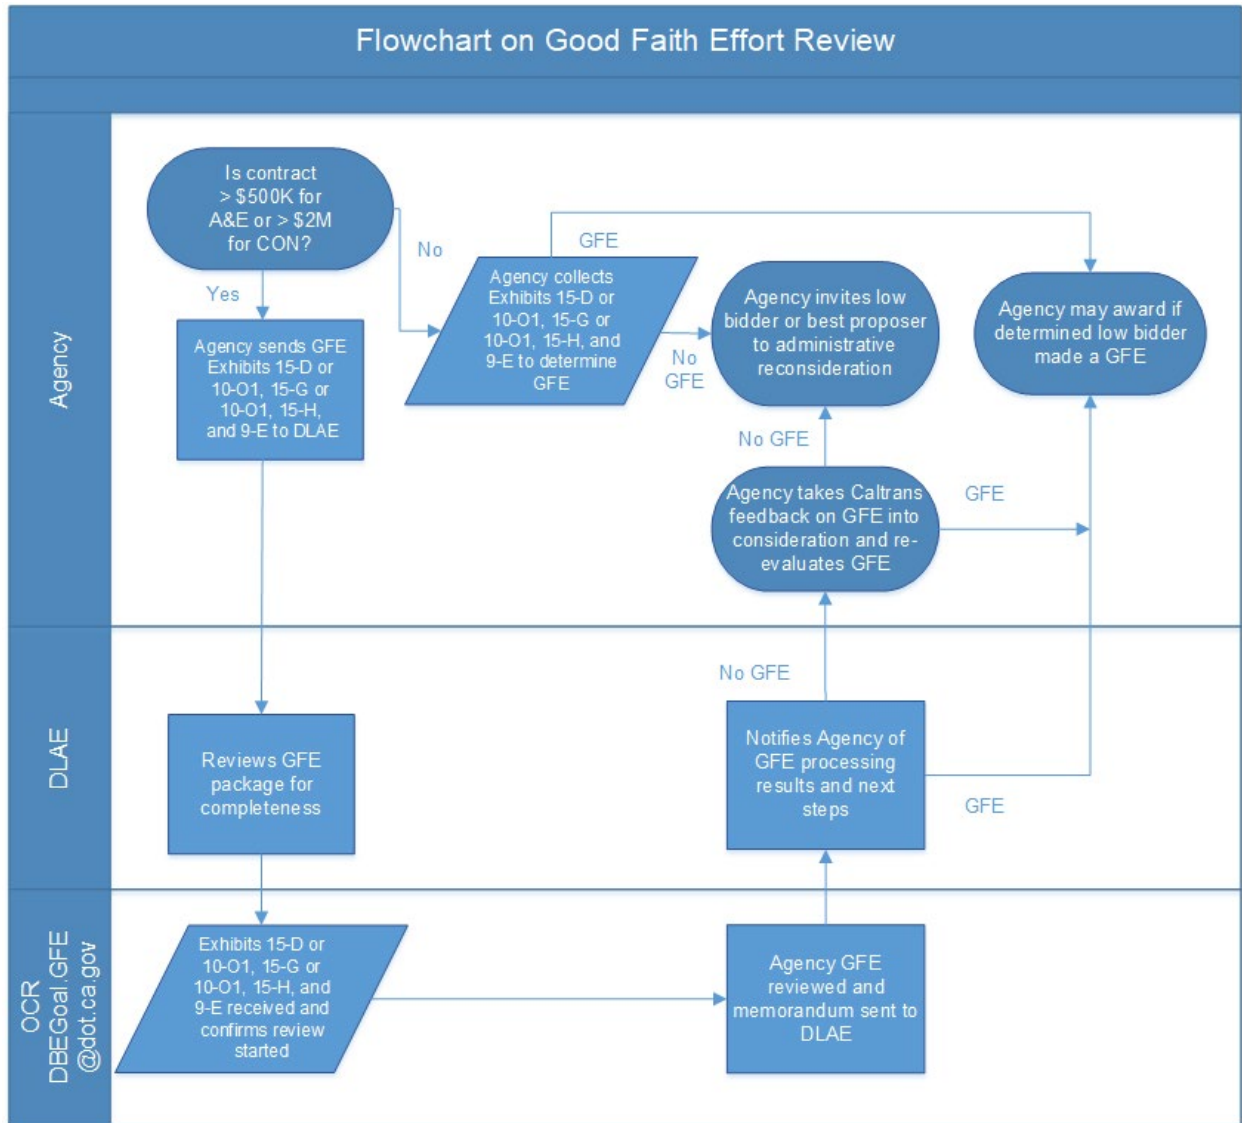 Flowchart on Good Faith Effort Review
Agency
Is contract
> $500K for
A&E or > $2M
for CON?
No
Yes
Agency sends GFE
Exhibits 15-D or
10-O1, 15-G or
10-O1, 15-H,
and 9-E to DLAE
GFE
Agency collects
Exhibits 15-D or
10-O1, 15-G or
10-O1, 15-H, and
9-E to determine
GFE
No
GFE
Agency invites low
bidder or best proposer
to administrative
reconsideration
Agency may award if
determined low bidder
made a GFE
No GFE
Agency takes Caltrans
feedback on GFE into
consideration and re-
evaluates GFE
GFE
DLAE
Reviews GFE
package for
completeness
No GFE
Notifies Agency of
GFE processing
results and next
steps
GFE
OCR
DBEGoal.GFE
@dot.ca.gov
Exhibits 15-D or
10-O1, 15-G or
10-O1, 15-H, and
9-E received and
confirms review
started
Agency GFE
reviewed and
memorandum sent to
DLAE